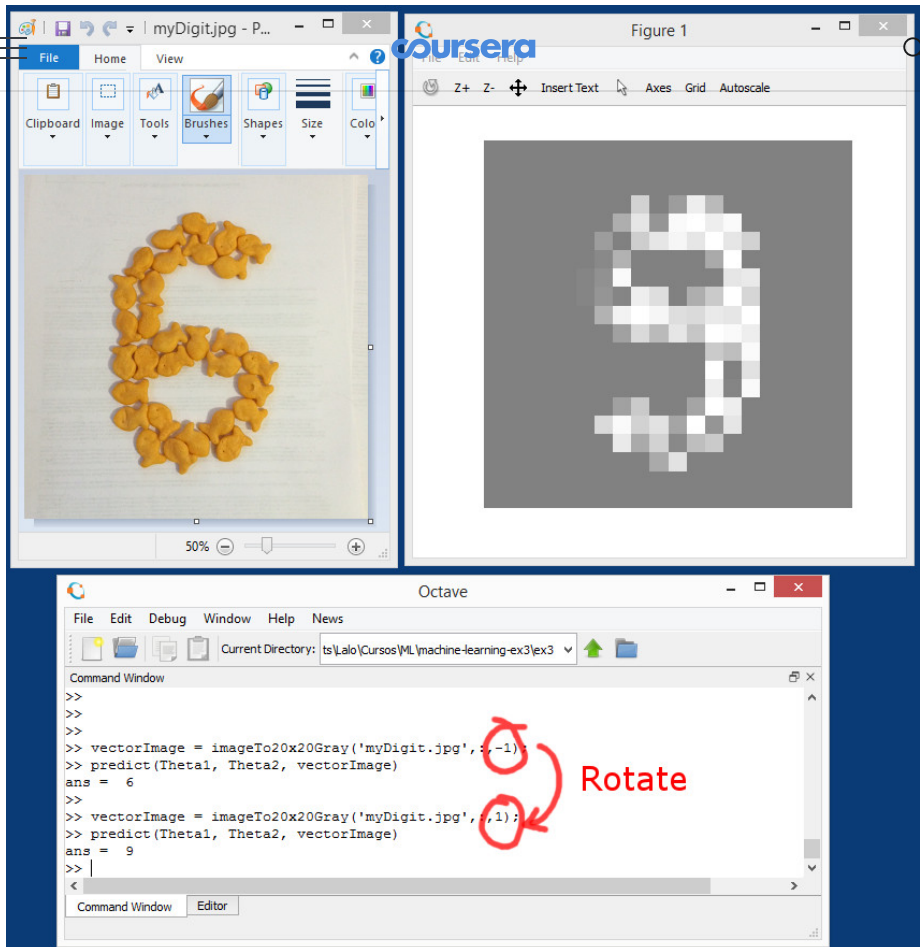 myDigit.jpg - P...
File Home View
Clipboard Image Tools Brushes Shapes Size Colo
50%
coursera
Figure 1
File Edit Help
Z+ Z- Insert Text Axes Grid Autoscale
Octave
File Edit Debug Window Help News
Current Directory: ts\Lalo\Cursos\ML\machine-learning-ex3\ex3
Command Window
>>
>>
>>
>> vectorImage = imageTo20x20Gray('myDigit.jpg',:,-1);
>> predict(Theta1, Theta2, vectorImage)
ans = 6
>>
>> vectorImage = imageTo20x20Gray('myDigit.jpg',:,1);
>> predict(Theta1, Theta2, vectorImage)
ans = 9
>>
Rotate
Command Window Editor